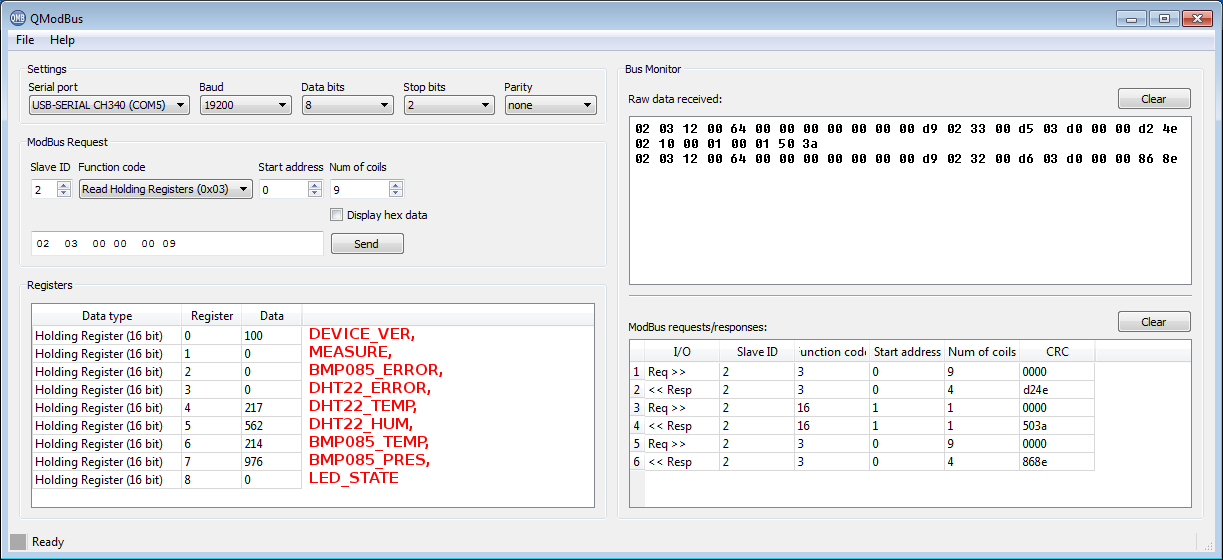 QMB QModBus
File Help
Settings
Serial port Baud Data bits Stop bits Parity
USB-SERIAL CH340 (COM5) 19200 8 2 none
ModBus Request
Slave ID Function code Start address Num of coils
2 Read Holding Registers (0x03) 0 9
Display hex data
02 03 00 00 00 09 Send
Registers
Data type Register Data
Holding Register (16 bit) 0 100 DEVICE_VER,
Holding Register (16 bit) 1 0 MEASURE,
Holding Register (16 bit) 2 0 BMP085_ERROR,
Holding Register (16 bit) 3 0 DHT22_ERROR,
Holding Register (16 bit) 4 217 DHT22_TEMP,
Holding Register (16 bit) 5 562 DHT22_HUM,
Holding Register (16 bit) 6 214 BMP085_TEMP,
Holding Register (16 bit) 7 976 BMP085_PRES,
Holding Register (16 bit) 8 0 LED_STATE
Bus Monitor
Raw data received: Clear
02 03 12 00 64 00 00 00 00 00 00 00 d9 02 33 00 d5 03 d0 00 00 d2 4e
02 10 00 01 00 01 50 3a
02 03 12 00 64 00 00 00 00 00 00 00 d9 02 32 00 d6 03 d0 00 00 86 8e
ModBus requests/responses: Clear
I/O Slave ID unction code Start address Num of coils CRC
1 Req >> 2 3 0 9 0000
2 << Resp 2 3 0 4 d24e
3 Req >> 2 16 1 1 0000
4 << Resp 2 16 1 1 503a
5 Req >> 2 3 0 9 0000
6 << Resp 2 3 0 4 868e
Ready